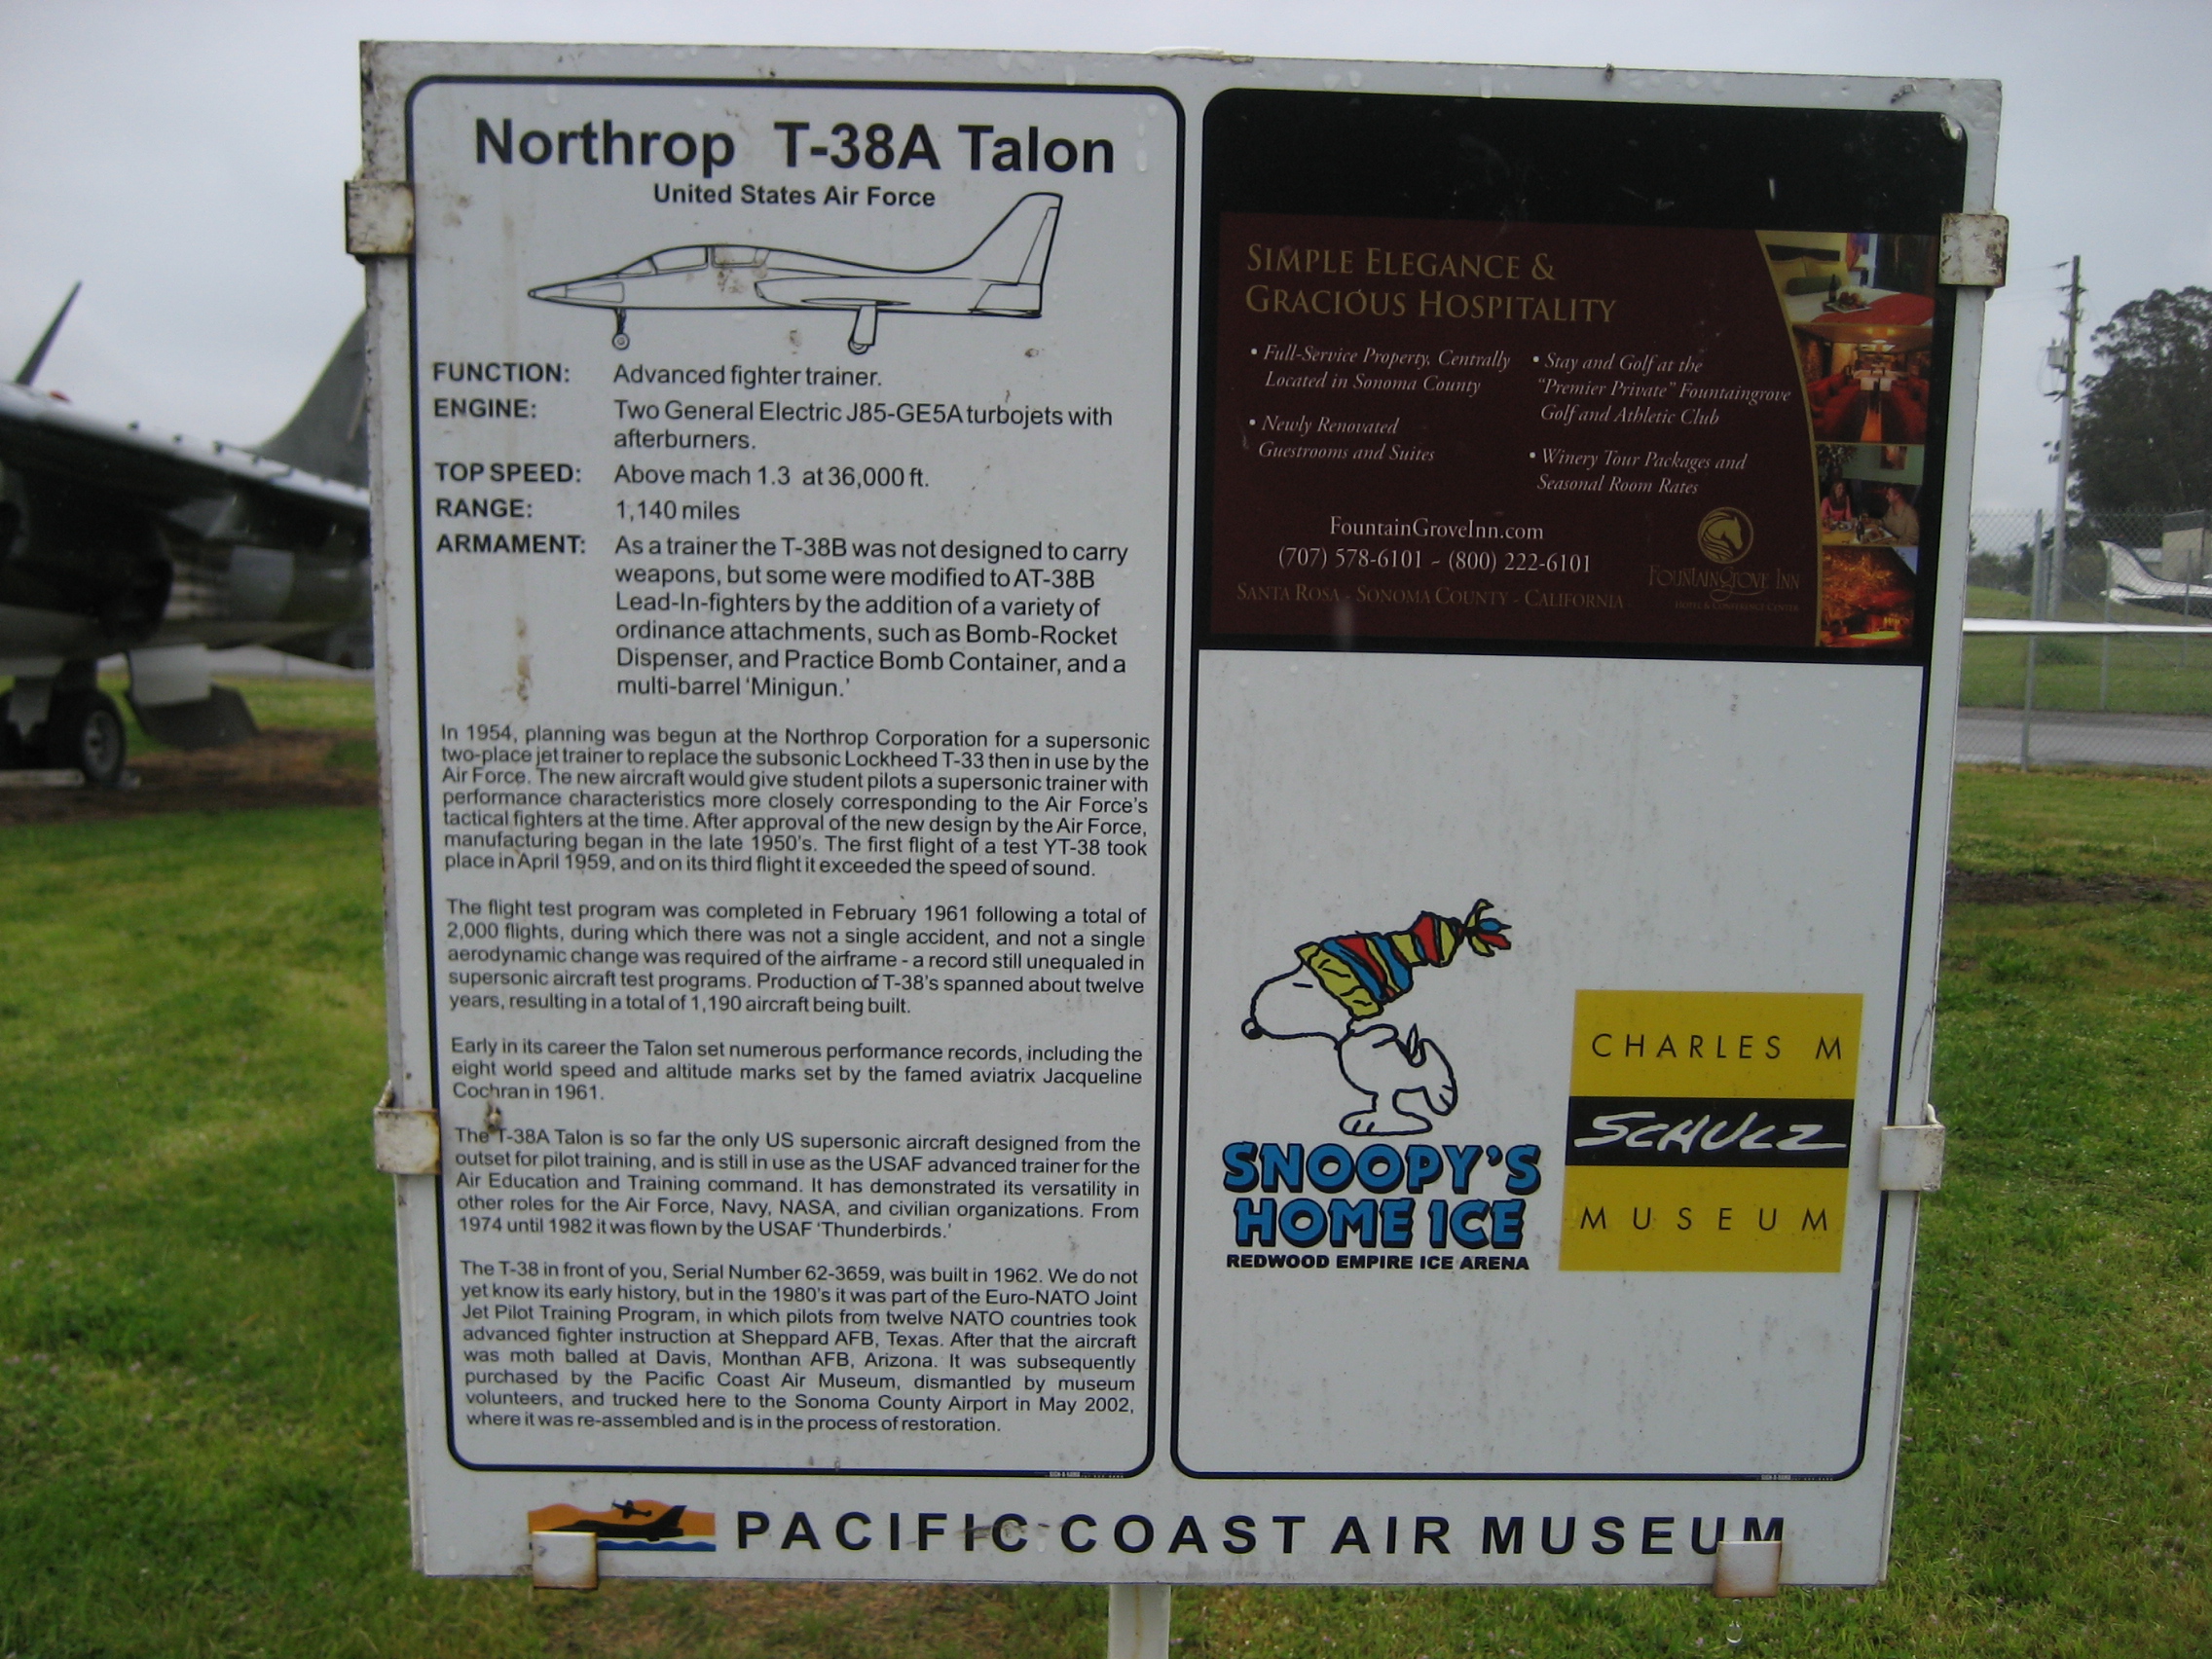 Northrop T-38A Talon
United States Air Force
FUNCTION: Advanced fighter trainer.
ENGINE: Two General Electric J85-GE5A turbojets with
afterburners.
TOP SPEED: Above mach 1.3 at 36,000 ft.
RANGE: 1,140 miles
ARMAMENT: As a trainer the T-38B was not designed to carry
weapons, but some were modified to AT-38B
Lead-In-fighters by the addition of a variety of
ordinance attachments, such as Bomb-Rocket
Dispenser, and Practice Bomb Container, and a
multi-barrel 'Minigun.'
In 1954, planning was begun at the Northrop Corporation for a supersonic
two-place jet trainer to replace the subsonic Lockheed T-33 then in use by the
Air Force. The new aircraft would give student pilots a supersonic trainer with
performance characteristics more closely corresponding to the Air Force's
tactical fighters at the time. After approval of the new design by the Air Force,
manufacturing began in the late 1950's. The first flight of a test YT-38 took
place in April 1959, and on its third flight it exceeded the speed of sound.
The flight test program was completed in February 1961 following a total of
2,000 flights, during which there was not a single accident, and not a single
aerodynamic change was required of the airframe - a record still unequaled in
supersonic aircraft test programs. Production of T-38's spanned about twelve
years, resulting in a total of 1,190 aircraft being built.
Early in its career the Talon set numerous performance records, including the
eight world speed and altitude marks set by the famed aviatrix Jacqueline
Cochran in 1961.
The T-38A Talon is so far the only US supersonic aircraft designed from the
outset for pilot training, and is still in use as the USAF advanced trainer for the
Air Education and Training command. It has demonstrated its versatility in
other roles for the Air Force, Navy, NASA, and civilian organizations. From
1974 until 1982 it was flown by the USAF 'Thunderbirds.'
The T-38 in front of you, Serial Number 62-3659, was built in 1962. We do not
yet know its early history, but in the 1980's it was part of the Euro-NATO Joint
Jet Pilot Training Program, in which pilots from twelve NATO countries took
advanced fighter instruction at Sheppard AFB, Texas. After that the aircraft
was moth balled at Davis, Monthan AFB, Arizona. It was subsequently
purchased by the Pacific Coast Air Museum, dismantled by museum
volunteers, and trucked here to the Sonoma County Airport in May 2002,
where it was re-assembled and is in the process of restoration.
SIMPLE ELEGANCE &
GRACIOUS HOSPITALITY
• Full-Service Property, Centrally
Located in Sonoma County
• Newly Renovated
Guestrooms and Suites
• Stay and Golf at the
"Premier Private" Fountaingrove
Golf and Athletic Club
• Winery Tour Packages and
Seasonal Room Rates
FountainGroveInn.com
(707) 578-6101 - (800) 222-6101
SANTA ROSA - SONOMA COUNTY - CALIFORNIA
FOUNTAINGROVE INN
HOTEL & CONFERENCE CENTER
SNOOPY'S
HOME ICE
REDWOOD EMPIRE ICE ARENA
CHARLES M
SCHULZ
MUSEUM
PACIFIC COAST AIR MUSEUM